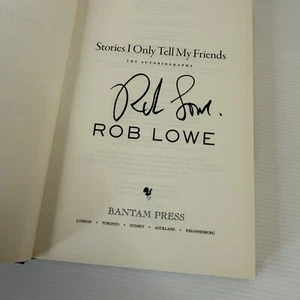 Stories I Only Tell My Friends
THE AUTOBIOGRAPHY
Rob Lowe
ROB LOWE
BANTAM PRESS
LONDON • TORONTO • SYDNEY • AUCKLAND • JOHANNESBURG